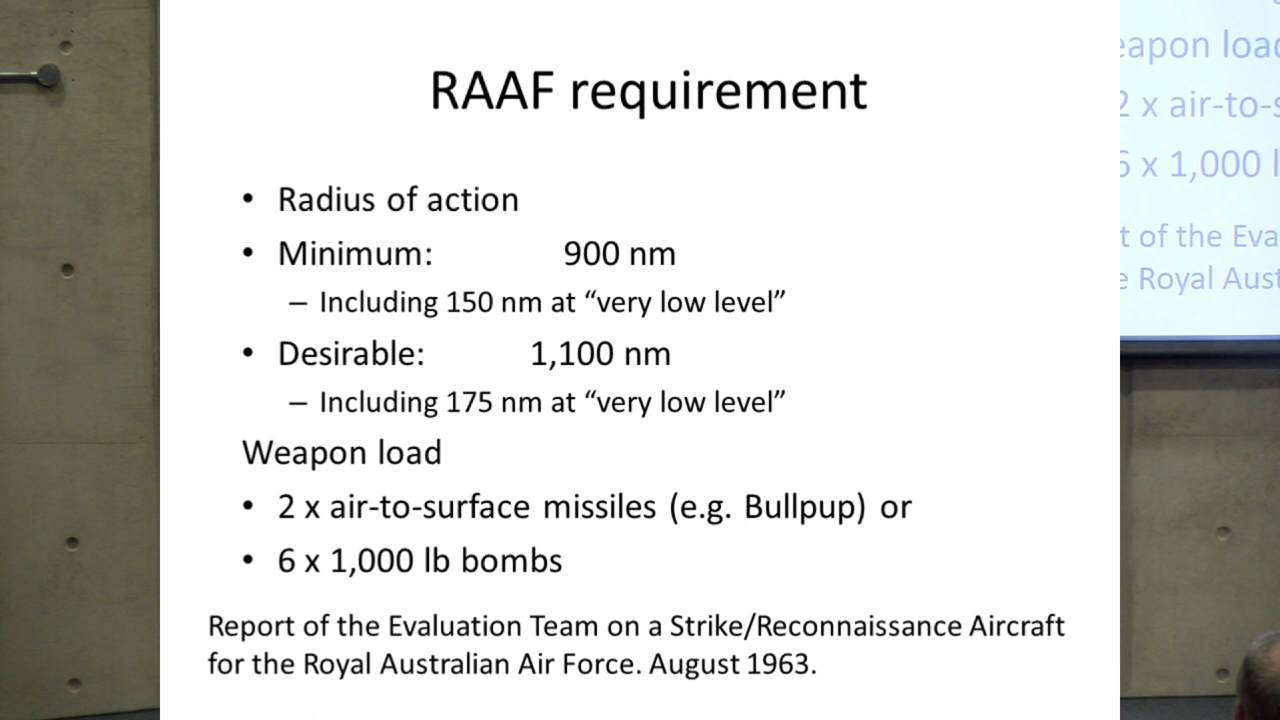 RAAF requirement
• Radius of action
• Minimum: 900 nm
– Including 150 nm at “very low level”
• Desirable: 1,100 nm
– Including 175 nm at “very low level”
Weapon load
• 2 x air-to-surface missiles (e.g. Bullpup) or
• 6 x 1,000 lb bombs
Report of the Evaluation Team on a Strike/Reconnaissance Aircraft
for the Royal Australian Air Force. August 1963.
eapon load
2 x air-to-s
6 x 1,000 l
t of the Eva
e Royal Aust